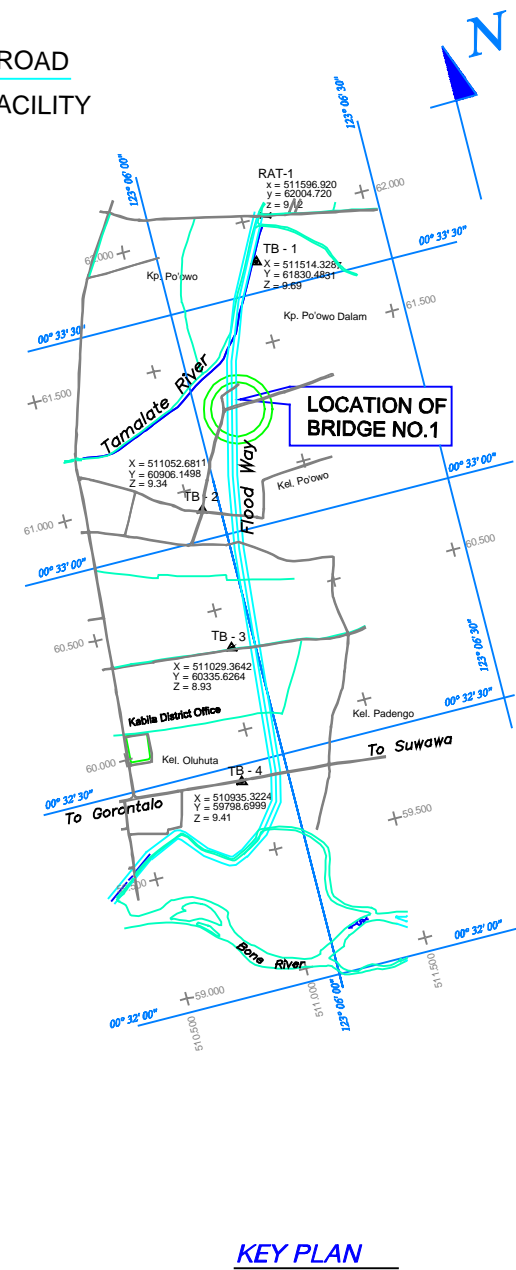 ROAD
ACILITY
N
123° 06' 00"
123° 06' 30"
RAT-1
x = 511596.920
y = 62004.720
62.000
TB - 1
X = 511514.328
Y = 61830.4831
Z = 9.69
00° 33' 30"
Kp. Po'owo
Kp. Po'owo Dalam
61.500
00° 33' 30"
61.500
Tamalate River
LOCATION OF
BRIDGE NO.1
Flood Way
X = 511052.6811
Y = 60906.1498
Z = 9.34
TB - 2
Kel. Po'owo
00° 33' 00"
61.000
60.500
00° 33' 00"
60.500
TB - 3
X = 511029.3642
Y = 60335.6264
Z = 8.93
123° 06' 30"
00° 32' 30"
Kabila District Office
Kel. Padengo
Kel. Oluhuta
To Suwawa
60.000
TB - 4
00° 32' 30"
To Gorontalo
X = 510935.3224
Y = 59798.6999
Z = 9.41
59.500
Bone River
00° 32' 00"
511.500
59.000
511.000
123° 06' 00"
00° 32' 00"
510.500
KEY PLAN